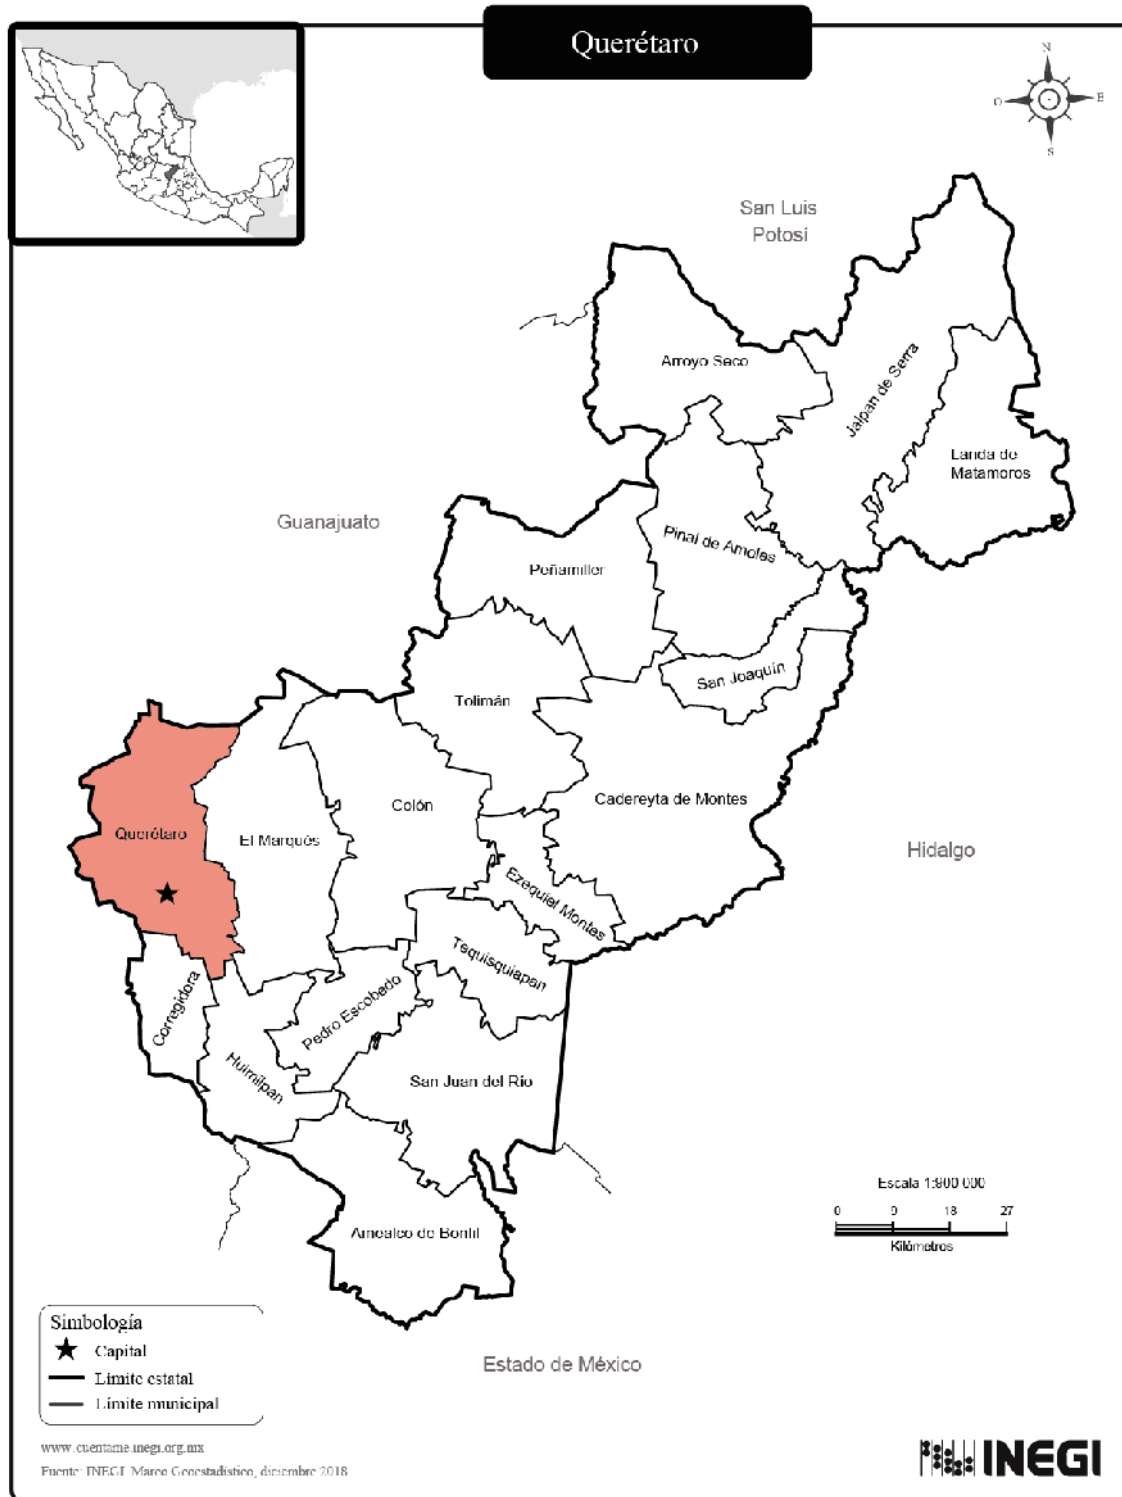 Querétaro
N
O
E
S
San Luis
Potosí
Arroyo Seco
Jalpan de Serra
Landa de
Matamoros
Guanajuato
Pinal de Amoles
Peñamiller
San Joaquín
Tolimán
Cadereyta de Montes
Colón
Querétaro
El Marqués
Hidalgo
Ezequiel Montes
Tequisquiapan
Corregidora
Pedro Escobedo
Huimilpan
San Juan del Río
Escala 1:900 000
0 9 18 27
Kilómetros
Amealco de Bonfil
Simbología
Capital
Límite estatal
Límite municipal
Estado de México
www.cuentame.inegi.org.mx
Fuente: INEGI. Marco Geoestadístico, diciembre 2018
INEGI